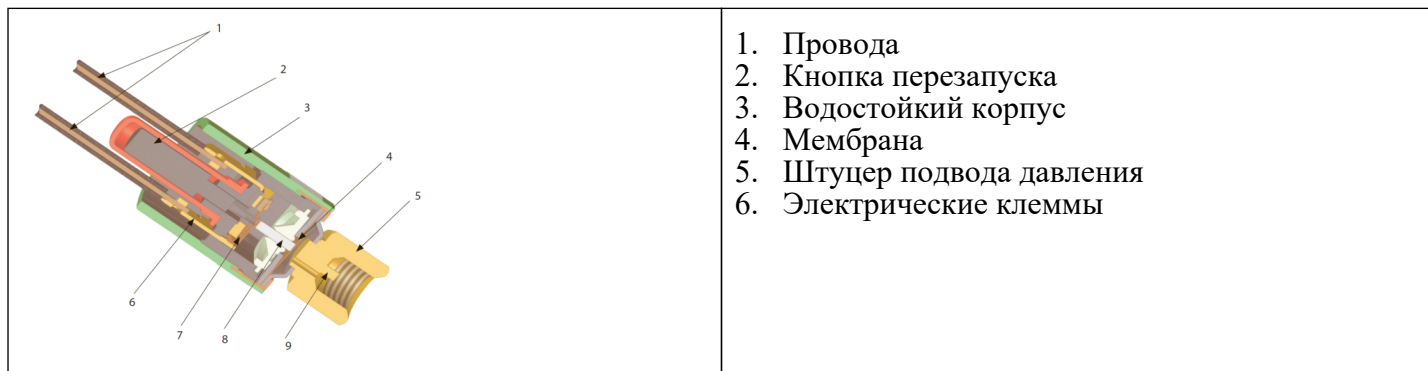 1
2
3
4
5
6
7
8
9
1. Провода
2. Кнопка перезапуска
3. Водостойкий корпус
4. Мембрана
5. Штуцер подвода давления
6. Электрические клеммы